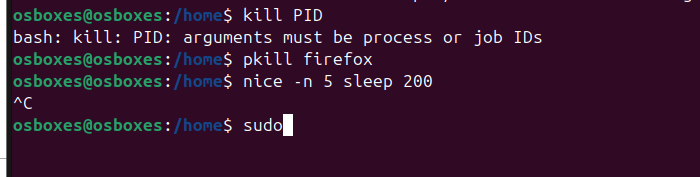 osboxes@osboxes:/home$ kill PID
bash: kill: PID: arguments must be process or job IDs
osboxes@osboxes:/home$ pkill firefox
osboxes@osboxes:/home$ nice -n 5 sleep 200
^C
osboxes@osboxes:/home$ sudo